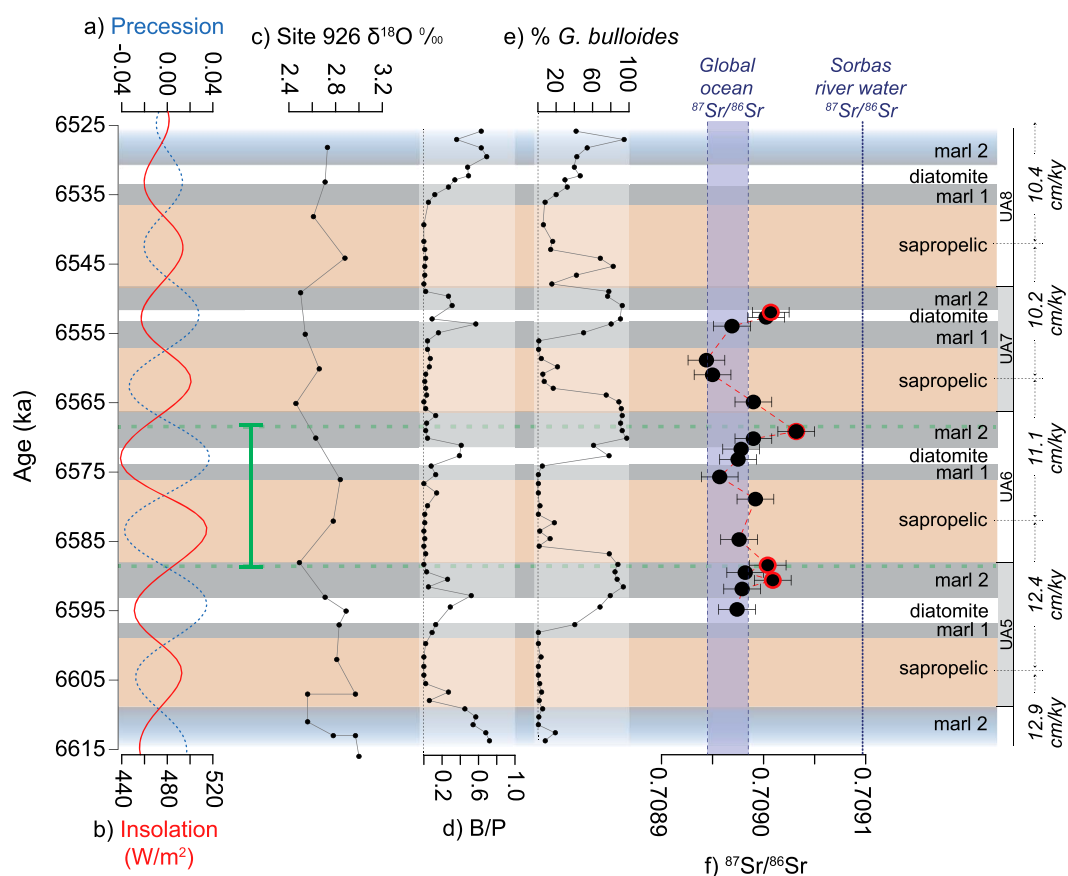 a) Precession
c) Site 926 δ¹⁸O ‰
e) % G. bulloides
-0.04 0.00 0.04
2.4 2.8 3.2
20 60 100
Global
ocean
⁸⁷Sr/⁸⁶Sr
Sorbas
river water
⁸⁷Sr/⁸⁶Sr
Age (ka)
6525
6535
6545
6555
6565
6575
6585
6595
6605
6615
marl 2
diatomite
marl 1
sapropelic
marl 2
diatomite
marl 1
sapropelic
marl 2
diatomite
marl 1
sapropelic
marl 2
diatomite
marl 1
sapropelic
marl 2
UA8
UA7
UA6
UA5
10.4
cm/ky
10.2
cm/ky
11.1
cm/ky
12.4
cm/ky
12.9
cm/ky
440 480 520
0.2 0.6 1.0
0.7089 0.7090 0.7091
b) Insolation
(W/m²)
d) B/P
f) ⁸⁷Sr/⁸⁶Sr